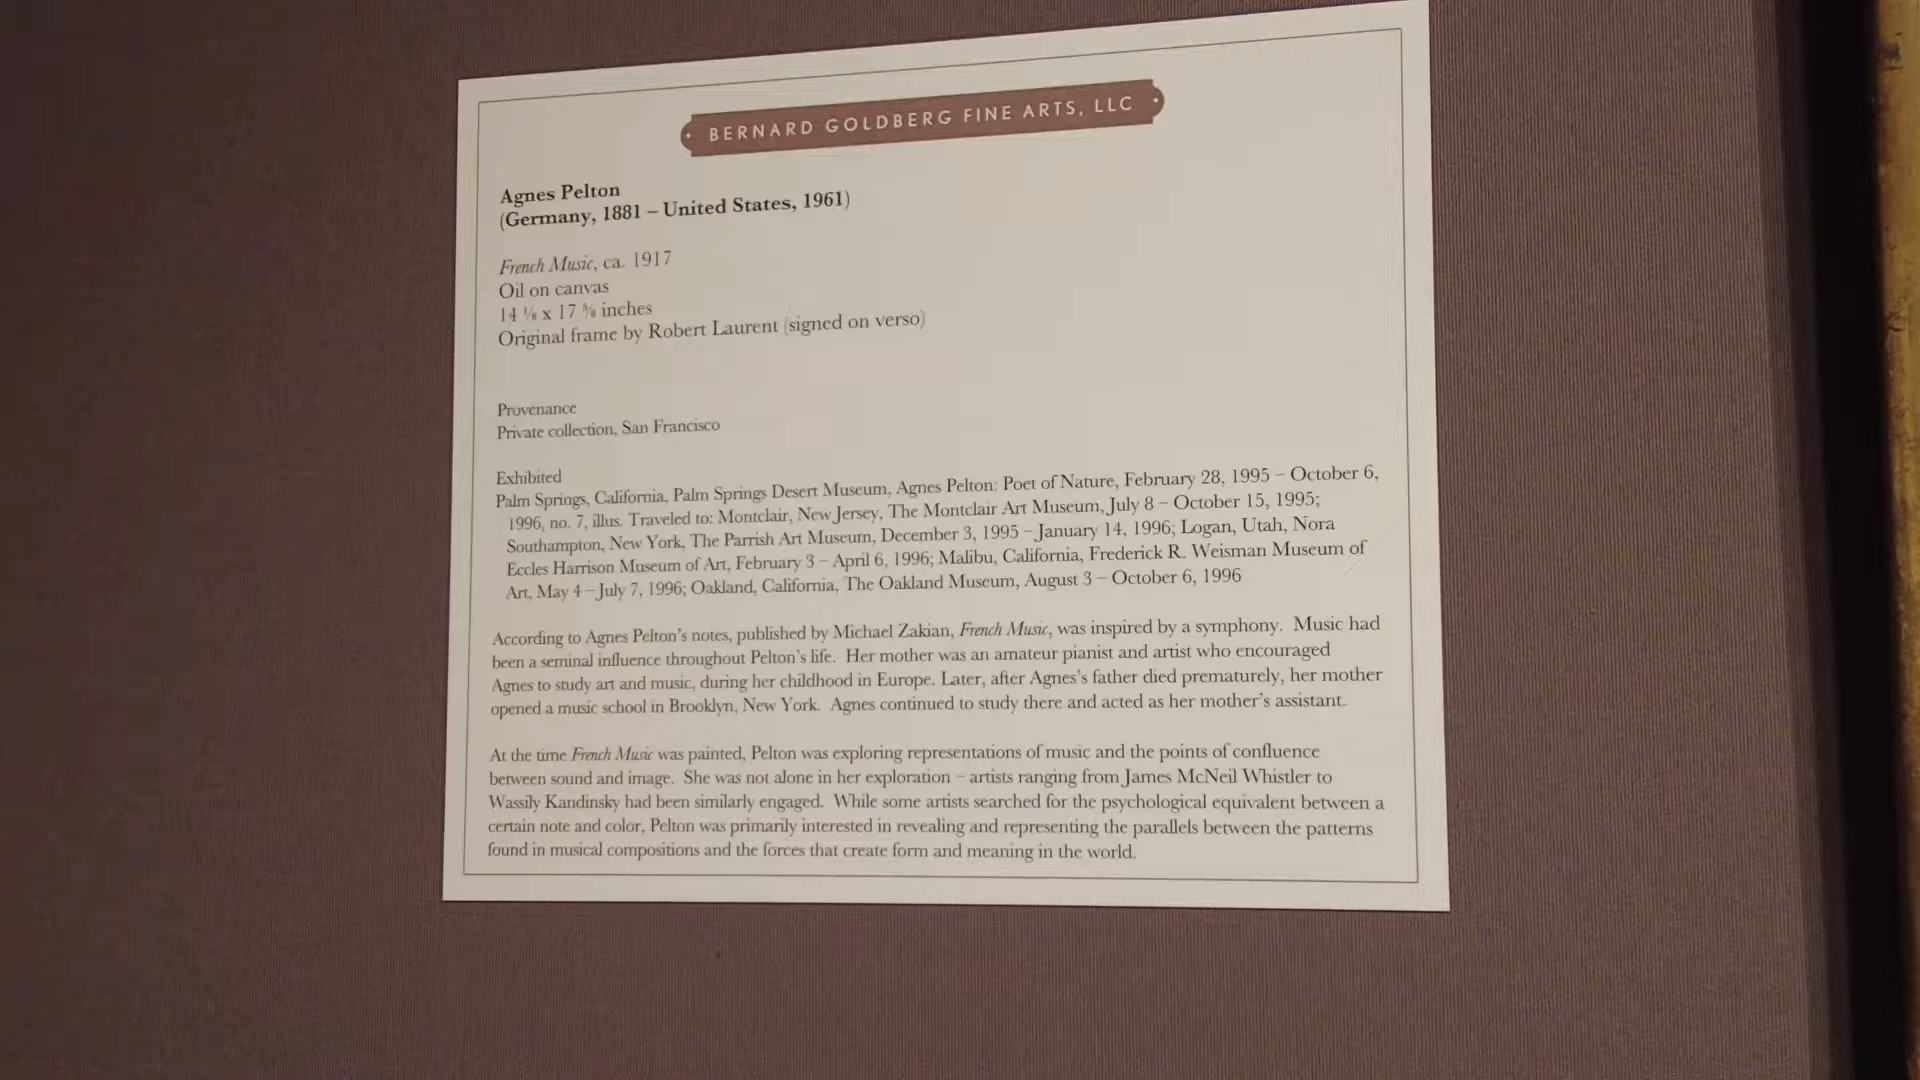 BERNARD GOLDBERG FINE ARTS, LLC
Agnes Pelton
(Germany, 1881 – United States, 1961)
French Music, ca. 1917
Oil on canvas
14 ⅛ x 17 ⅝ inches
Original frame by Robert Laurent (signed on verso)
Provenance
Private collection, San Francisco
Exhibited
Palm Springs, California, Palm Springs Desert Museum, Agnes Pelton: Poet of Nature, February 28, 1995 – October 6,
1996, no. 7, illus. Traveled to: Montclair, New Jersey, The Montclair Art Museum, July 8 – October 15, 1995;
Southampton, New York, The Parrish Art Museum, December 3, 1995 – January 14, 1996; Logan, Utah, Nora
Eccles Harrison Museum of Art, February 3 – April 6, 1996; Malibu, California, Frederick R. Weisman Museum of
Art, May 4 – July 7, 1996; Oakland, California, The Oakland Museum, August 3 – October 6, 1996
According to Agnes Pelton's notes, published by Michael Zakian, French Music, was inspired by a symphony. Music had
been a seminal influence throughout Pelton's life. Her mother was an amateur pianist and artist who encouraged
Agnes to study art and music, during her childhood in Europe. Later, after Agnes's father died prematurely, her mother
opened a music school in Brooklyn, New York. Agnes continued to study there and acted as her mother's assistant.
At the time French Music was painted, Pelton was exploring representations of music and the points of confluence
between sound and image. She was not alone in her exploration – artists ranging from James McNeil Whistler to
Wassily Kandinsky had been similarly engaged. While some artists searched for the psychological equivalent between a
certain note and color, Pelton was primarily interested in revealing and representing the parallels between the patterns
found in musical compositions and the forces that create form and meaning in the world.